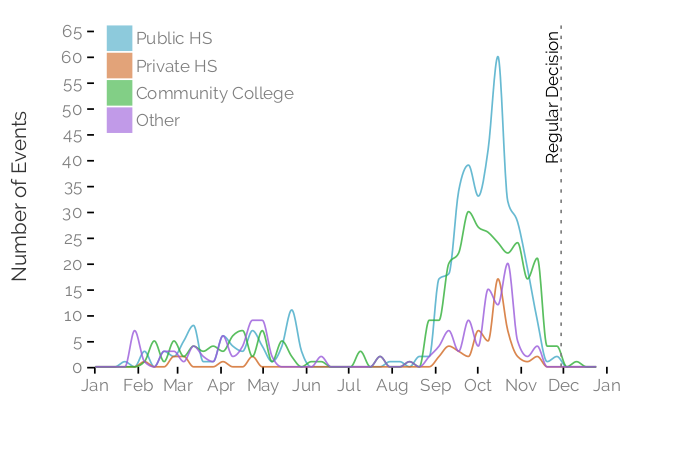 Number of Events
65
60
55
50
45
40
35
30
25
20
15
10
5
0
Public HS
Private HS
Community College
Other
Regular Decision
Jan Feb Mar Apr May Jun Jul Aug Sep Oct Nov Dec Jan